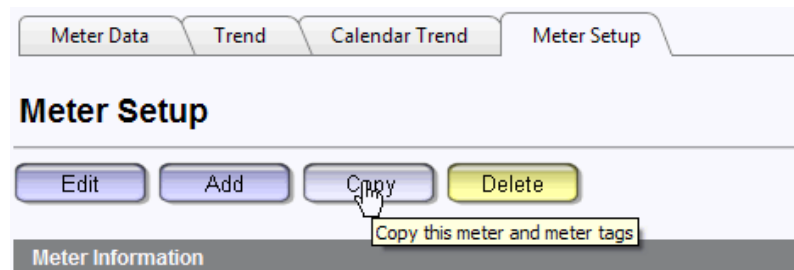 Meter Data Trend Calendar Trend Meter Setup
Meter Setup
Edit Add Copy Delete
Copy this meter and meter tags
Meter Information